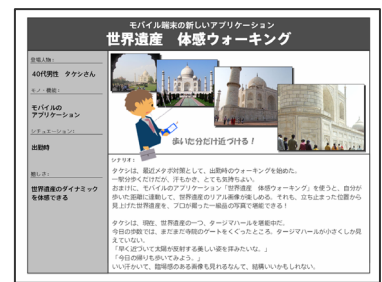 モバイル端末の新しいアプリケーション
世界遺産 体感ウォーキング
登場人物:
40代男性 タケシさん
モノ・機能:
モバイルの
アプリケーション
シチュエーション:
出勤時
嬉しさ:
世界遺産のダイナミック
を体感できる
歩いた分だけ近づける！
シナリオ:
タケシは、最近メタボ対策として、出勤時のウォーキングを始めた。
一駅分歩くだけだが、汗もかき、とても気持ちよい。
おまけに、モバイルのアプリケーション「世界遺産 体感ウォーキング」を使うと、自分が
歩いた距離に連動して、世界遺産のリアル画像が楽しめる。それも、立ち止まった位置から
見上げた世界遺産を、プロが撮った一級品の写真で堪能できる！
タケシは、現在、世界遺産の一つ、タージマハールを堪能中だ。
今日の歩数では、まだまだ寺院のゲートをくぐったところ、タージマハールが小さくしか見
えていない。
「早く近づいて太陽が反射する美しい姿を拝みたいな。」
「今日の帰りも歩いてみよう。」
いい汗かいて、臨場感のある画像も見れるなんて、結構いいかもしれない。